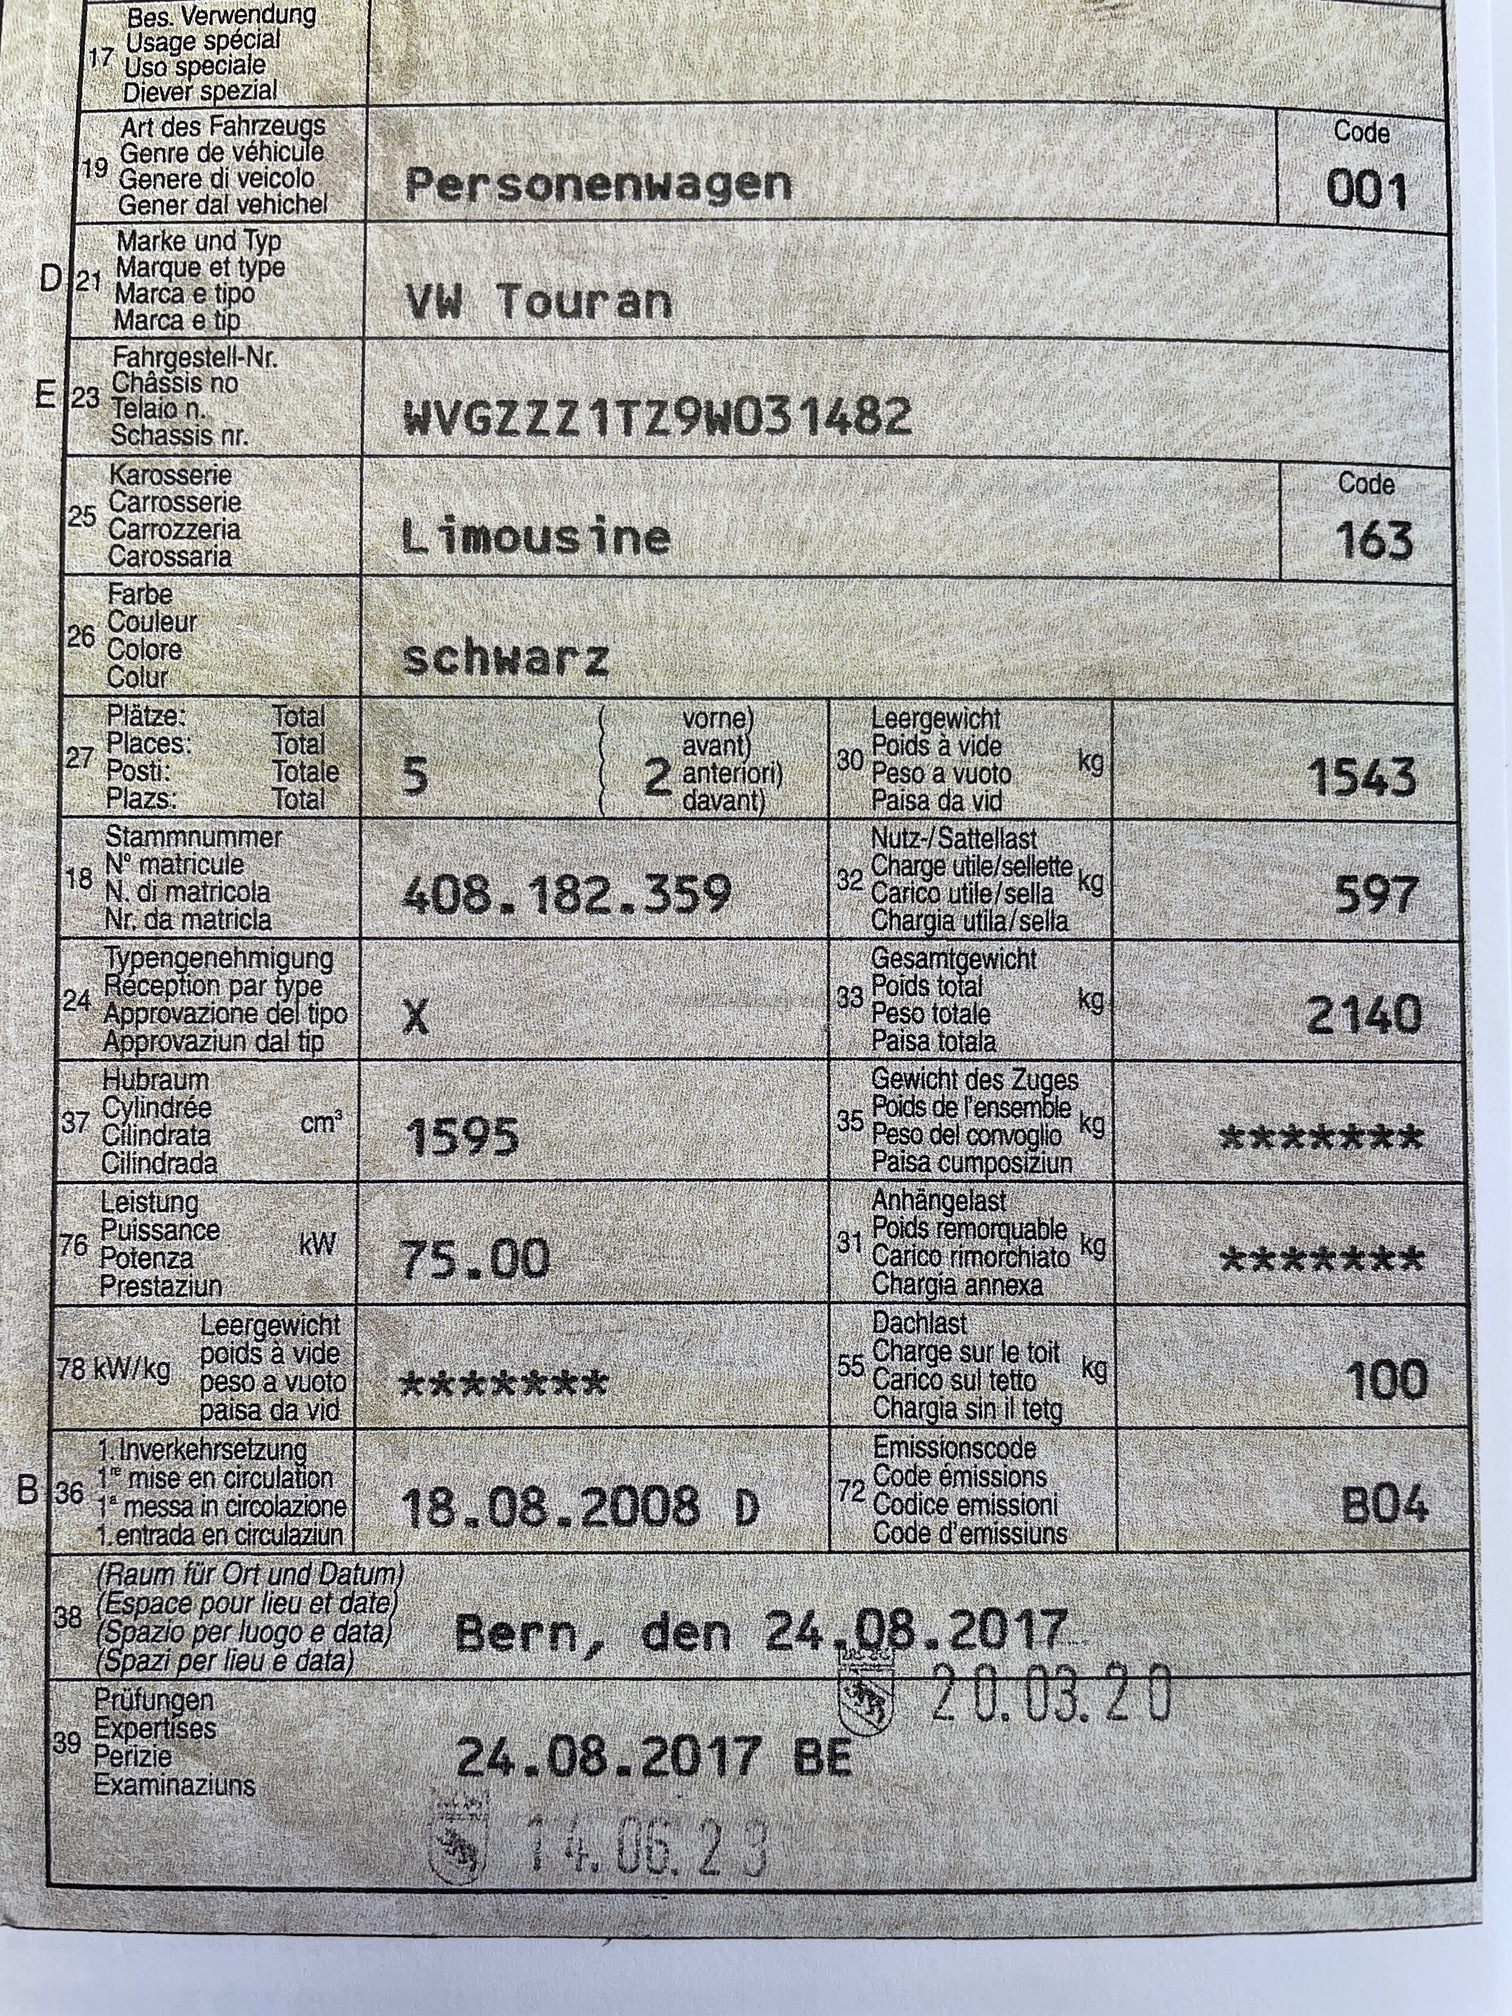 17 Bes. Verwendung
Usage spécial
Uso speciale
Diever spezial
19 Art des Fahrzeugs
Genre de véhicule
Genere di veicolo
Gener dal vehichel
Personenwagen
Code
001
D 21 Marke und Typ
Marque et type
Marca e tipo
Marca e tip
VW Touran
E 23 Fahrgestell-Nr.
Châssis no
Telaio n.
Schassis nr.
WVGZZZ1TZ9W031482
25 Karosserie
Carrosserie
Carrozzeria
Carossaria
Limousine
Code
163
26 Farbe
Couleur
Colore
Colur
schwarz
27 Plätze: Total
Places: Total
Posti: Totale
Plazs: Total
5
( vorne)
( avant)
( 2 anteriori)
( davant)
30 Leergewicht
Poids à vide
Peso a vuoto
Paisa da vid
kg
1543
18 Stammnummer
N° matricule
N. di matricola
Nr. da matricla
408.182.359
32 Nutz-/Sattellast
Charge utile/sellette
Carico utile/sella
Chargia utila/sella
kg
597
24 Typengenehmigung
Réception par type
Approvazione del tipo
Approvaziun dal tip
X
33 Gesamtgewicht
Poids total
Peso totale
Paisa totala
kg
2140
37 Hubraum
Cylindrée
Cilindrata
Cilindrada
cm³
1595
35 Gewicht des Zuges
Poids de l'ensemble
Peso del convoglio
Paisa cumposiziun
kg
*******
76 Leistung
Puissance
Potenza
Prestaziun
kW
75.00
31 Anhängelast
Poids remorquable
Carico rimorchiato
Chargia annexa
kg
*******
78 kW/kg Leergewicht
poids à vide
peso a vuoto
paisa da vid
*******
55 Dachlast
Charge sur le toit
Carico sul tetto
Chargia sin il tetg
kg
100
B 36 1. Inverkehrsetzung
1re mise en circulation
1a messa in circolazione
1. entrada en circulaziun
18.08.2008 D
72 Emissionscode
Code émissions
Codice emissioni
Code d'emissiuns
B04
38 (Raum für Ort und Datum)
(Espace pour lieu et date)
(Spazio per luogo e data)
(Spazi per lieu e data)
Bern, den 24.08.2017
20.03.20
39 Prüfungen
Expertises
Perizie
Examinaziuns
24.08.2017 BE
14.06.23